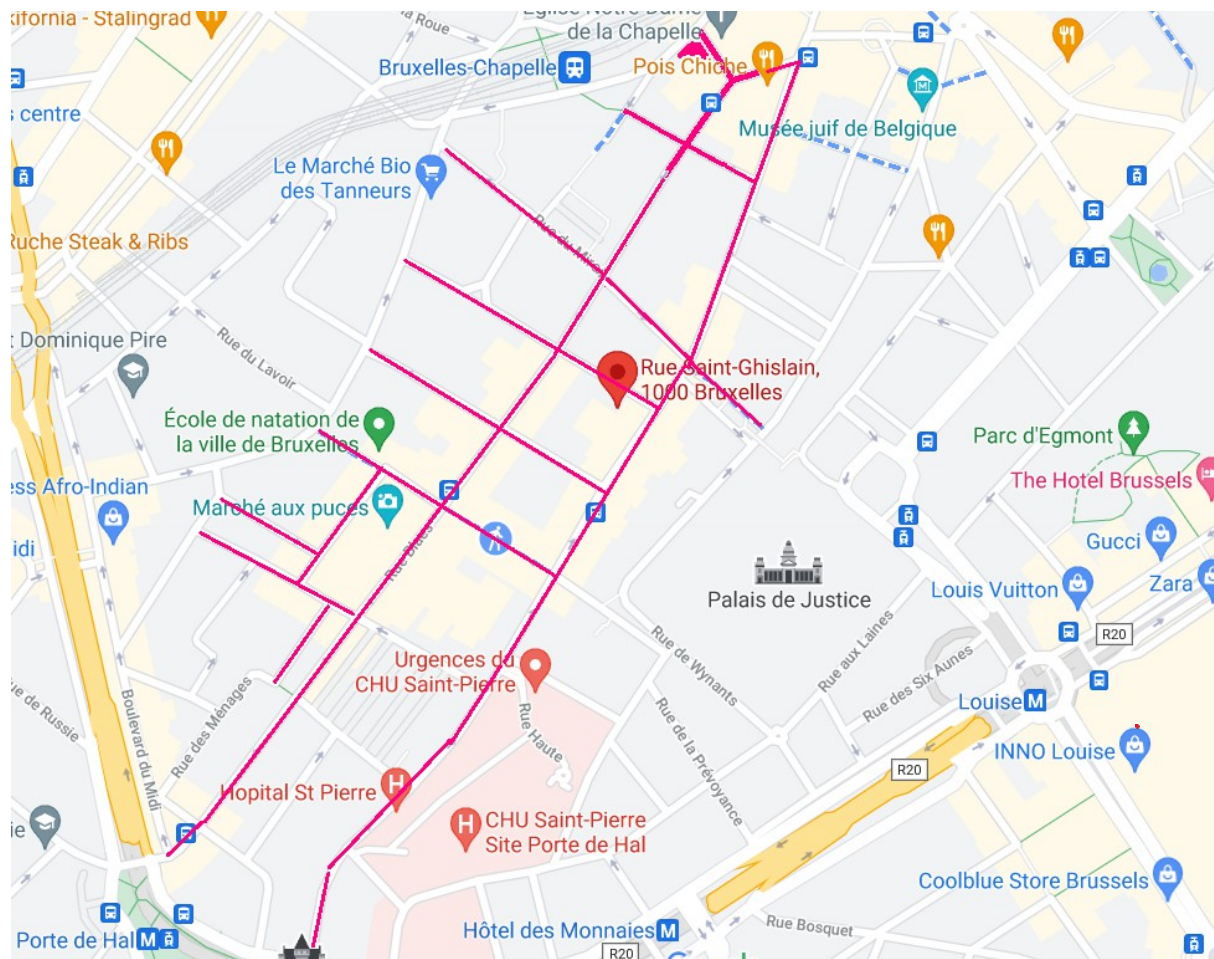 xifornia - Stalingrad
la Roue
Eglise Notre Dame
de la Chapelle
Bruxelles-Chapelle
Pois Chiche
s centre
M
Musée juif de Belgique
Le Marché Bio
des Tanneurs
Ruche Steak & Ribs
Rue du Miroir
t Dominique Pire
Rue du Lavoir
Rue Saint-Ghislain,
1000 Bruxelles
École de natation de
la ville de Bruxelles
Parc d'Egmont
The Hotel Brussels
ess Afro-Indian
Marché aux puces
idi
Rue Blaes
Gucci
Louis Vuitton
Zara
Palais de Justice
R20
Urgences du
CHU Saint-Pierre
Rue de Wynants
Rue aux Laines
Rue des Six Aunes
Louise M
ue de Russie
Boulevard du Midi
Rue des Ménages
Rue Haute
Rue de la Prévoyance
INNO Louise
R20
Hopital St Pierre
H
ie
H
CHU Saint-Pierre
Site Porte de Hal
Coolblue Store Brussels
Porte de Hal M
Hôtel des Monnaies M
Rue Bosquet
R20